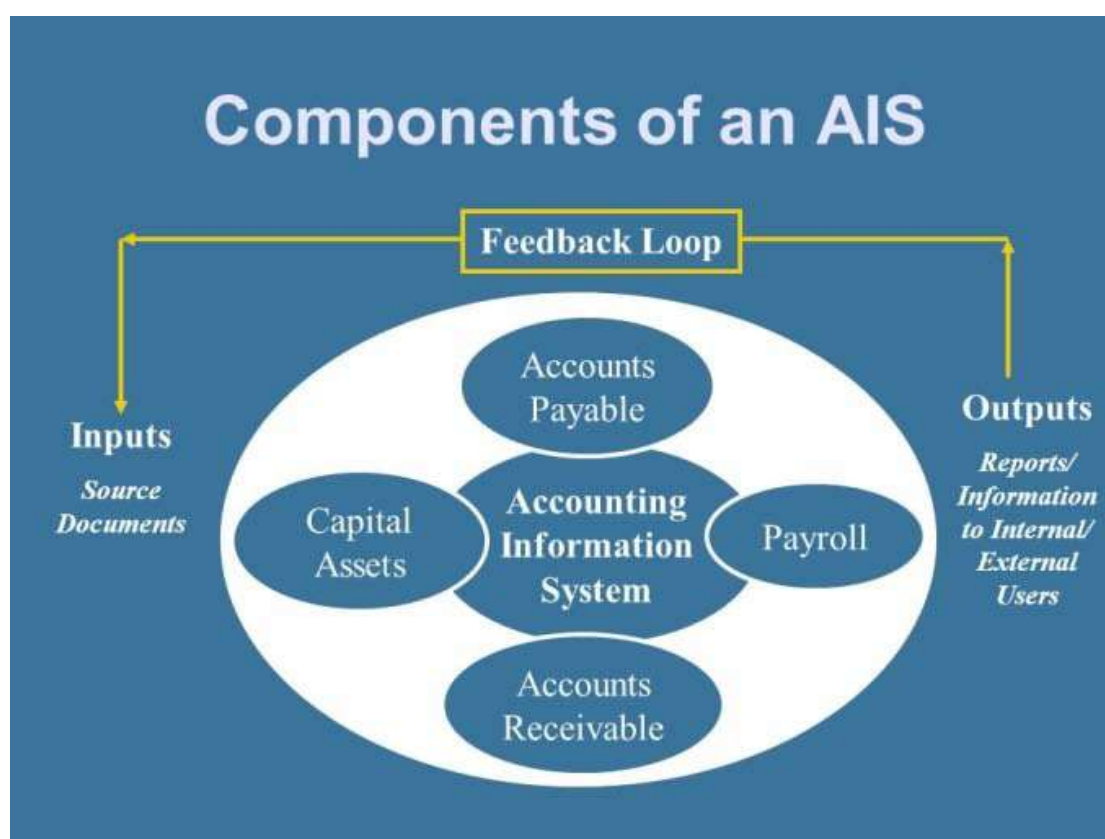 Components of an AIS
Feedback Loop
Inputs
Source
Documents
Accounts
Payable
Capital
Assets
Accounting
Information
System
Payroll
Accounts
Receivable
Outputs
Reports/
Information
to Internal/
External
Users